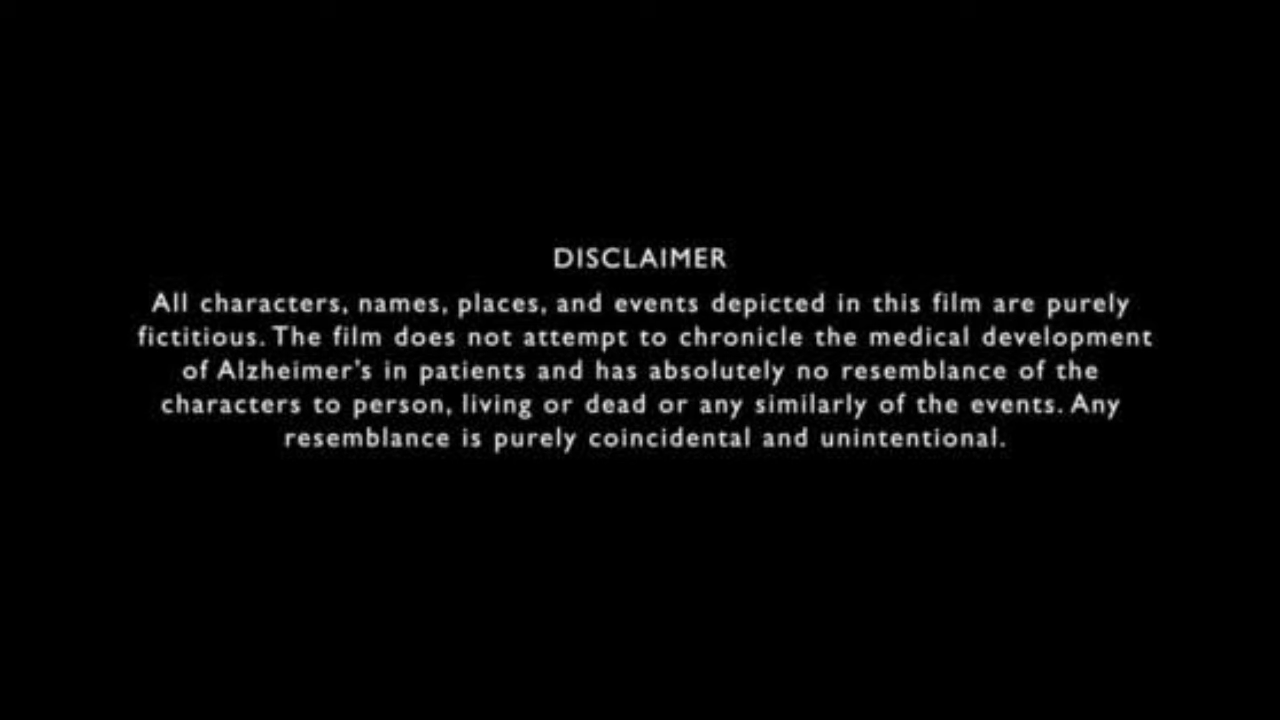 DISCLAIMER
All characters, names, places, and events depicted in this film are purely
fictitious. The film does not attempt to chronicle the medical development
of Alzheimer's in patients and has absolutely no resemblance of the
characters to person, living or dead or any similarly of the events. Any
resemblance is purely coincidental and unintentional.